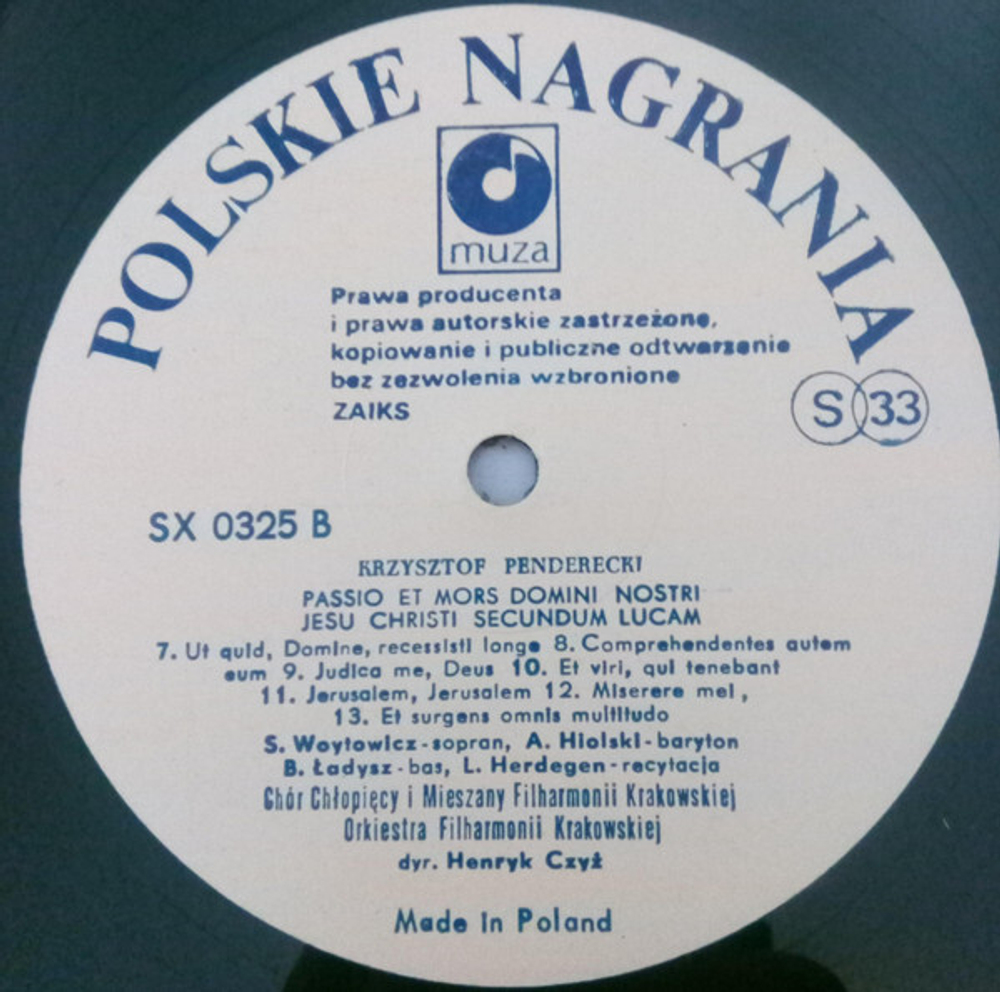 POLSKIE NAGRANIA
muza
Prawa producenta
i prawa autorskie zastrzeżone,
kopiowanie i publiczne odtwarzanie
bez zezwolenia wzbronione
ZAIKS
S 33
SX 0325 B
KRZYSZTOF PENDERECKI
PASSIO ET MORS DOMINI NOSTRI
JESU CHRISTI SECUNDUM LUCAM
7. Ut quid, Domine, recessisti longe 8. Comprehendentes autem
eum 9. Judica me, Deus 10. Et viri, qui tenebant
11. Jerusalem, Jerusalem 12. Miserere mei,
13. Et surgens omnis multitudo
S. Woytowicz-sopran, A. Hiolski-baryton
B. Ładysz-bas, L. Herdegen-recytacja
Chór Chłopięcy i Mieszany Filharmonii Krakowskiej
Orkiestra Filharmonii Krakowskiej
dyr. Henryk Czyż
Made in Poland